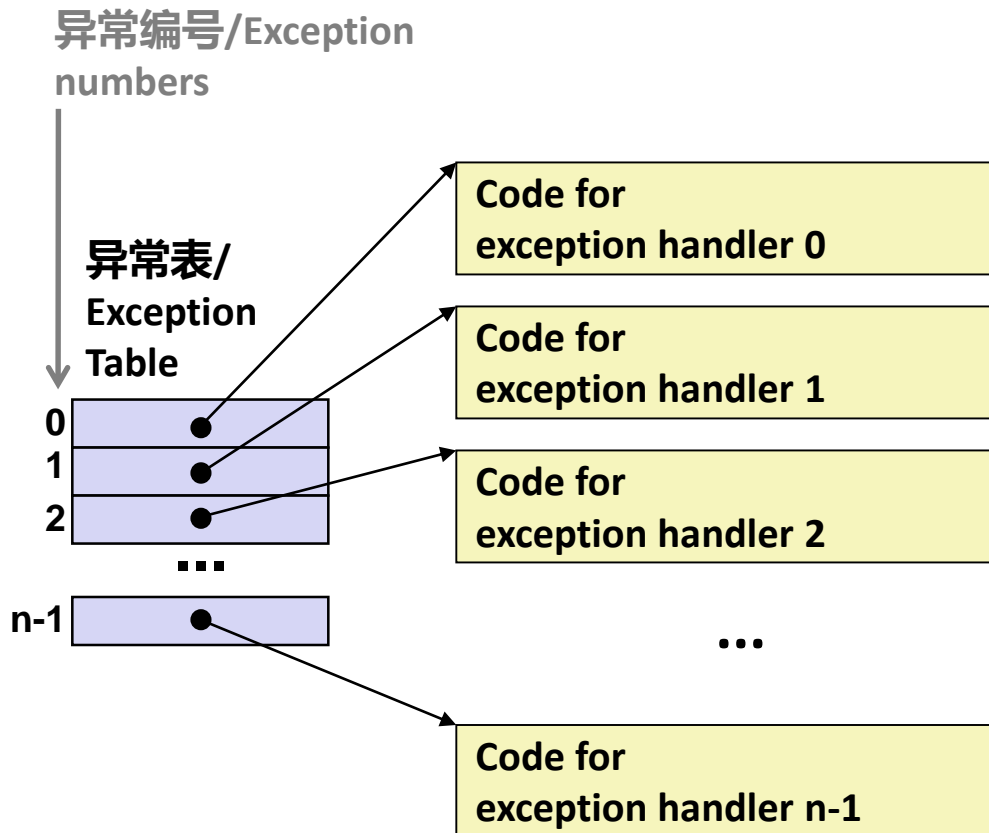 异常编号/Exception
numbers
异常表/
Exception
Table
0
1
2
...
n-1
Code for
exception handler 0
Code for
exception handler 1
Code for
exception handler 2
...
Code for
exception handler n-1